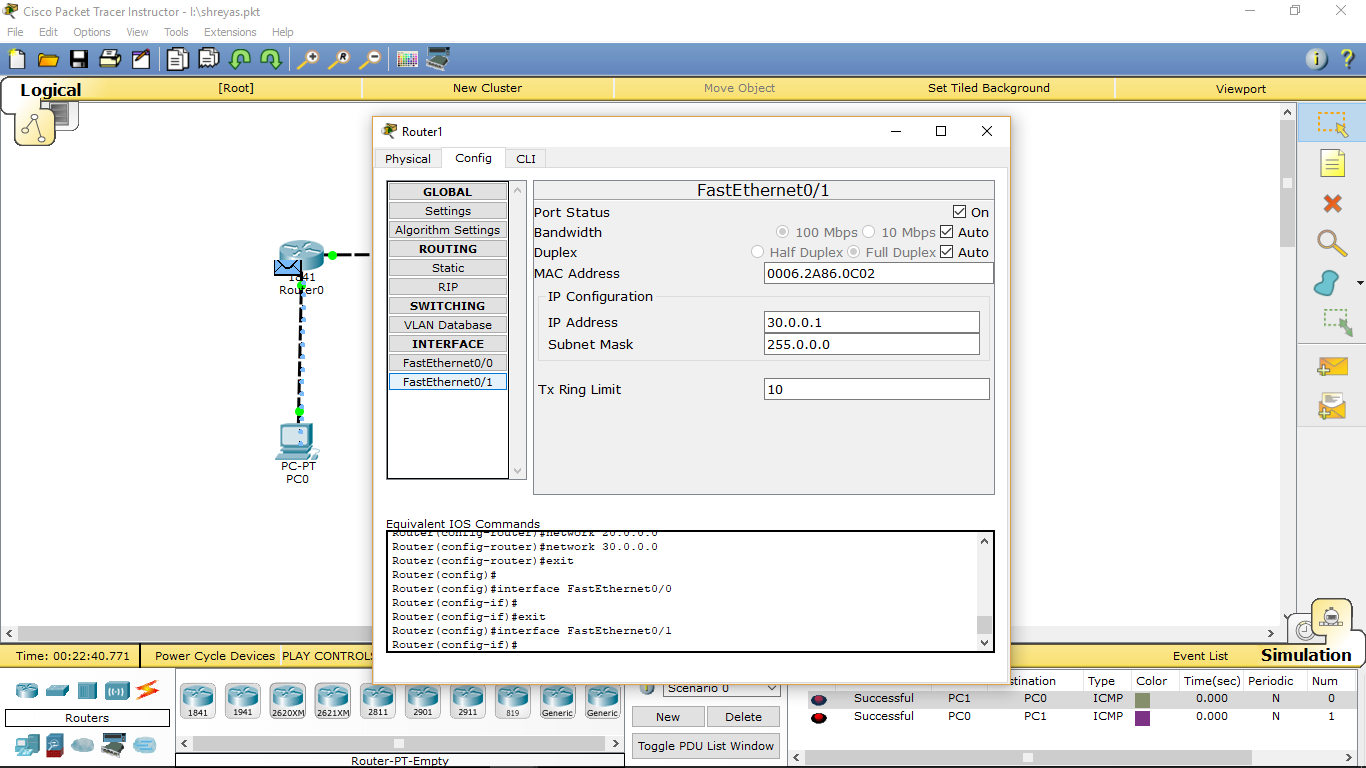 Cisco Packet Tracer Instructor - I:\shreyas.pkt
File Edit Options View Tools Extensions Help
Logical [Root] New Cluster Move Object Set Tiled Background Viewport
1841
Router0
PC-PT
PC0
Router1
Physical Config CLI
GLOBAL
Settings
Algorithm Settings
ROUTING
Static
RIP
SWITCHING
VLAN Database
INTERFACE
FastEthernet0/0
FastEthernet0/1
FastEthernet0/1
Port Status On
Bandwidth 100 Mbps 10 Mbps Auto
Duplex Half Duplex Full Duplex Auto
MAC Address 0006.2A86.0C02
IP Configuration
IP Address 30.0.0.1
Subnet Mask 255.0.0.0
Tx Ring Limit 10
Equivalent IOS Commands
Router(config-router)#network 20.0.0.0
Router(config-router)#network 30.0.0.0
Router(config-router)#exit
Router(config)#
Router(config)#interface FastEthernet0/0
Router(config-if)#
Router(config-if)#exit
Router(config)#interface FastEthernet0/1
Router(config-if)#
Time: 00:22:40.771 Power Cycle Devices PLAY CONTROLS Event List Simulation
Routers
1841 1941 2620XM 2621XM 2811 2901 2911 819 Generic Generic
Router-PT-Empty
Scenario 0
New Delete
Toggle PDU List Window
stination Type Color Time(sec) Periodic Num
Successful PC1 PC0 ICMP 0.000 N 0
Successful PC0 PC1 ICMP 0.000 N 1